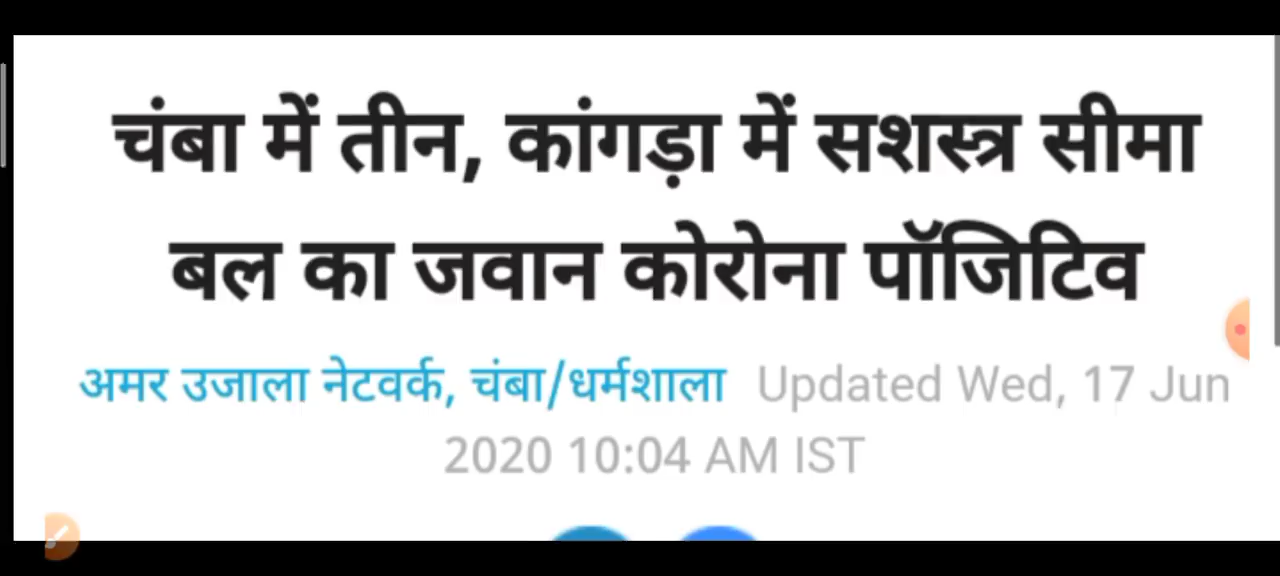 चंबा में तीन, कांगड़ा में सशस्त्र सीमा
बल का जवान कोरोना पॉजिटिव
अमर उजाला नेटवर्क, चंबा/धर्मशाला Updated Wed, 17 Jun
2020 10:04 AM IST